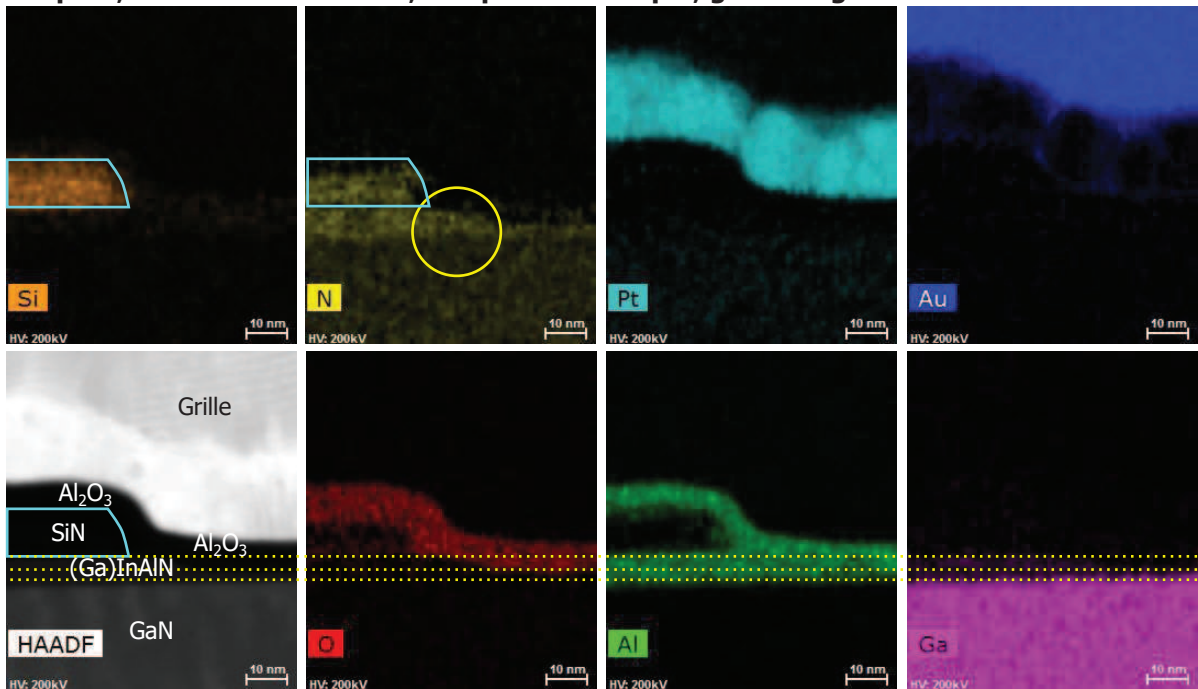 Si
10 nm
HV: 200kV
N
10 nm
HV: 200kV
Pt
10 nm
HV: 200kV
Au
10 nm
HV: 200kV
Grille
Al2O3
SiN
Al2O3
(Ga)InAlN
GaN
HAADF
10 nm
HV: 200kV
O
10 nm
HV: 200kV
Al
10 nm
HV: 200kV
Ga
10 nm
HV: 200kV